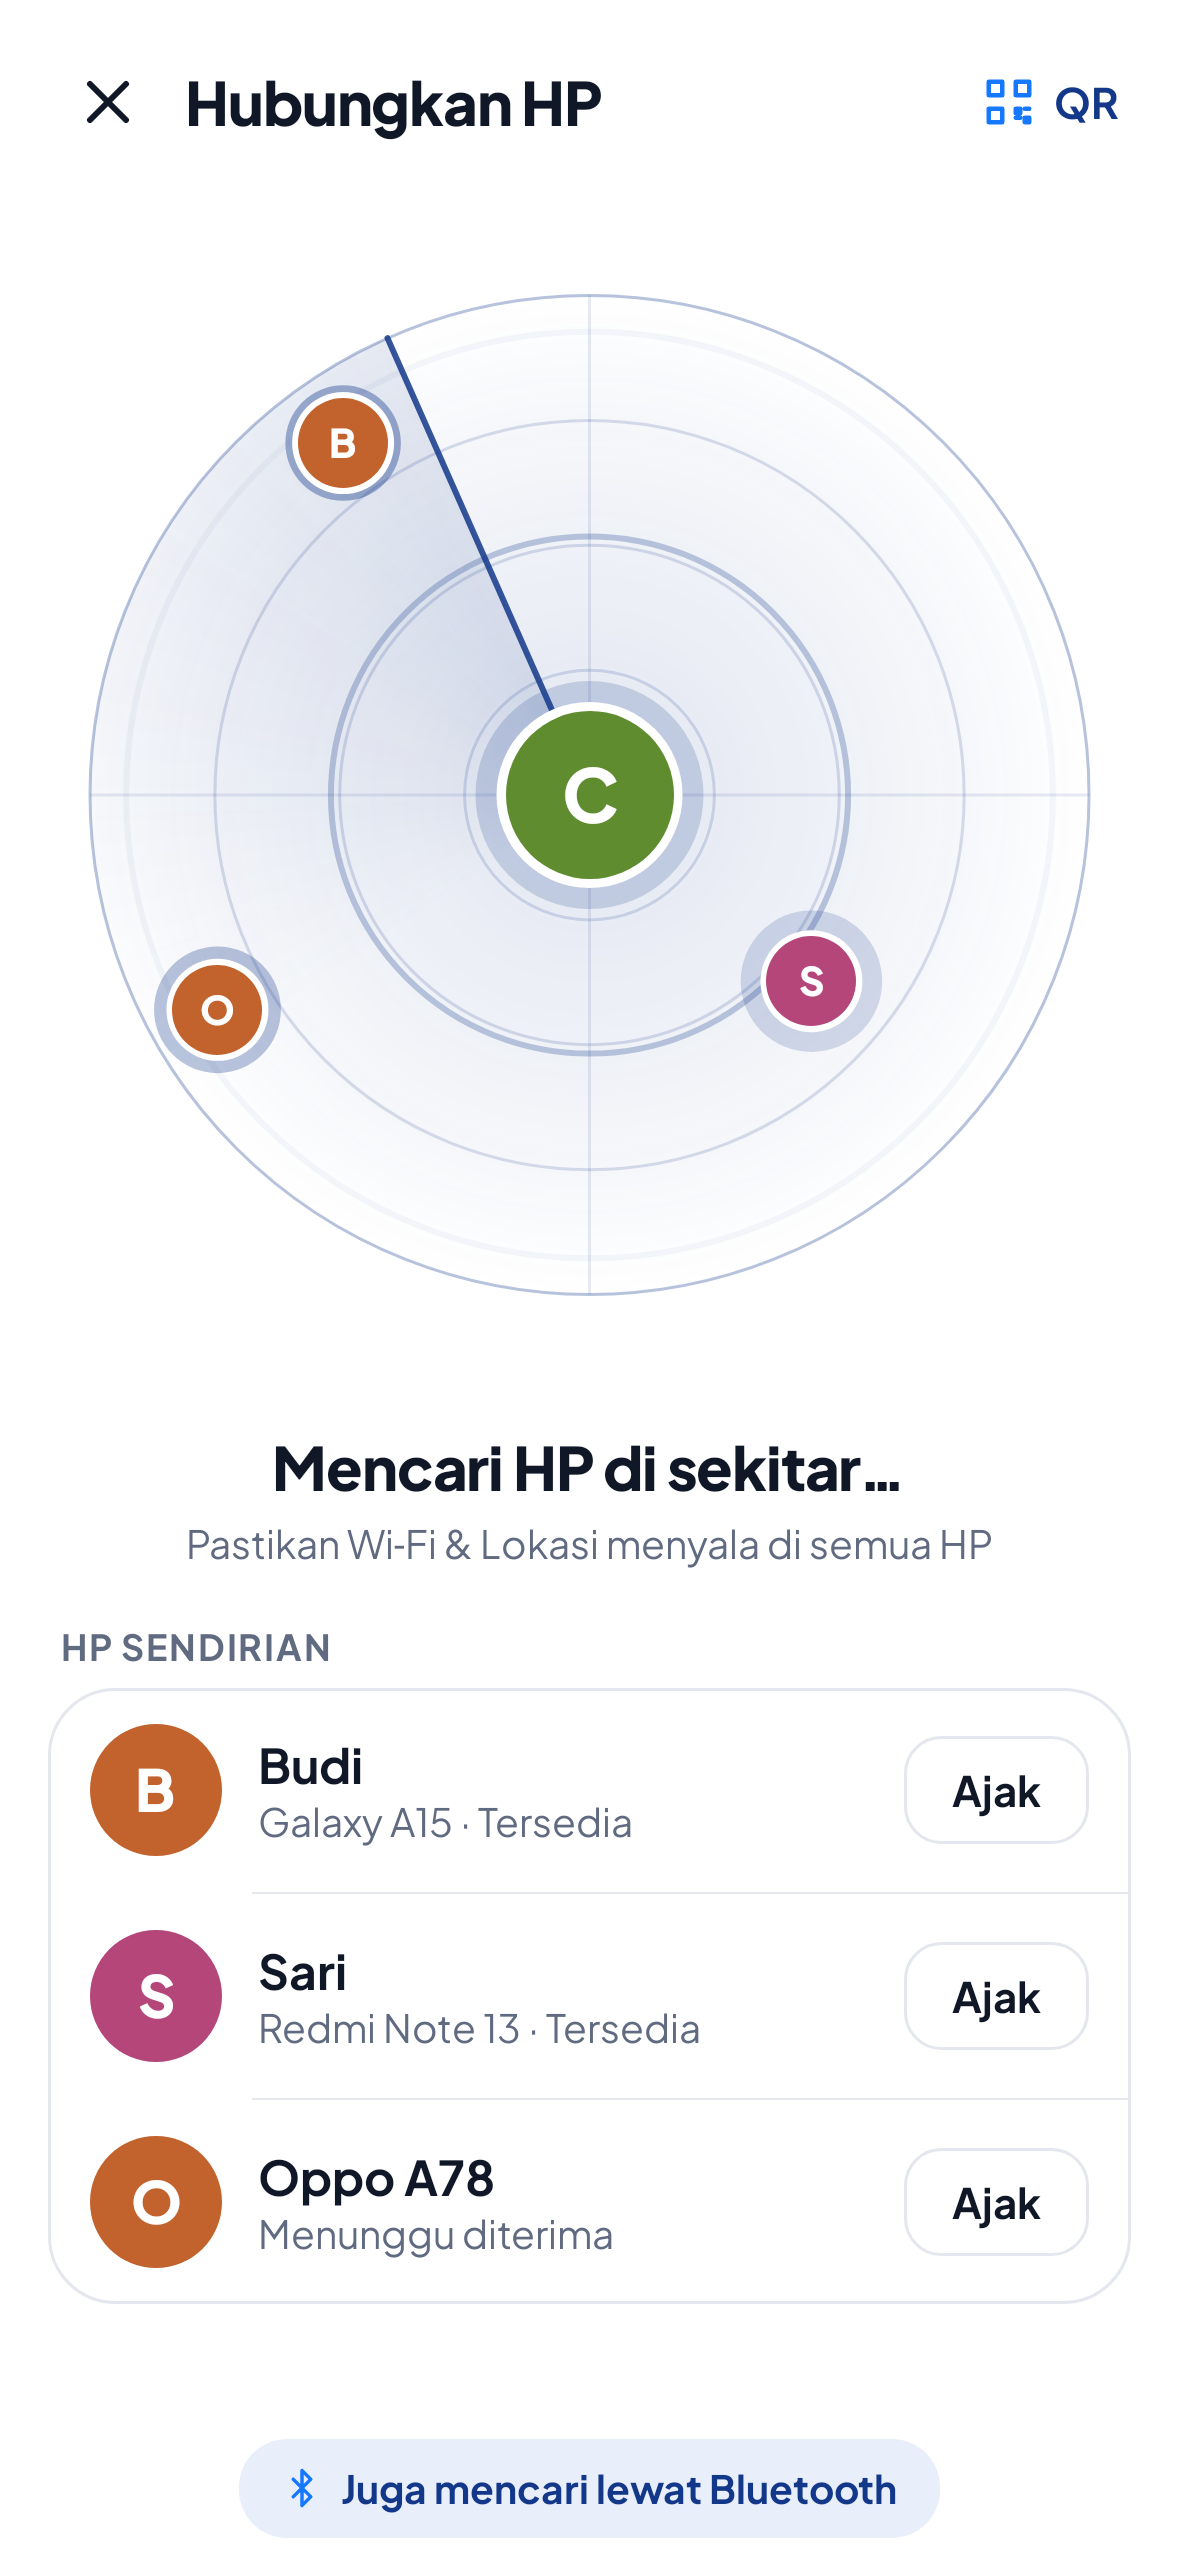 Hubungkan HP
QR
B
C
O
S
Mencari HP di sekitar...
Pastikan Wi-Fi & Lokasi menyala di semua HP
HP SENDIRIAN
B
Budi
Galaxy A15 · Tersedia
Ajak
S
Sari
Redmi Note 13 · Tersedia
Ajak
O
Oppo A78
Menunggu diterima
Ajak
Juga mencari lewat Bluetooth